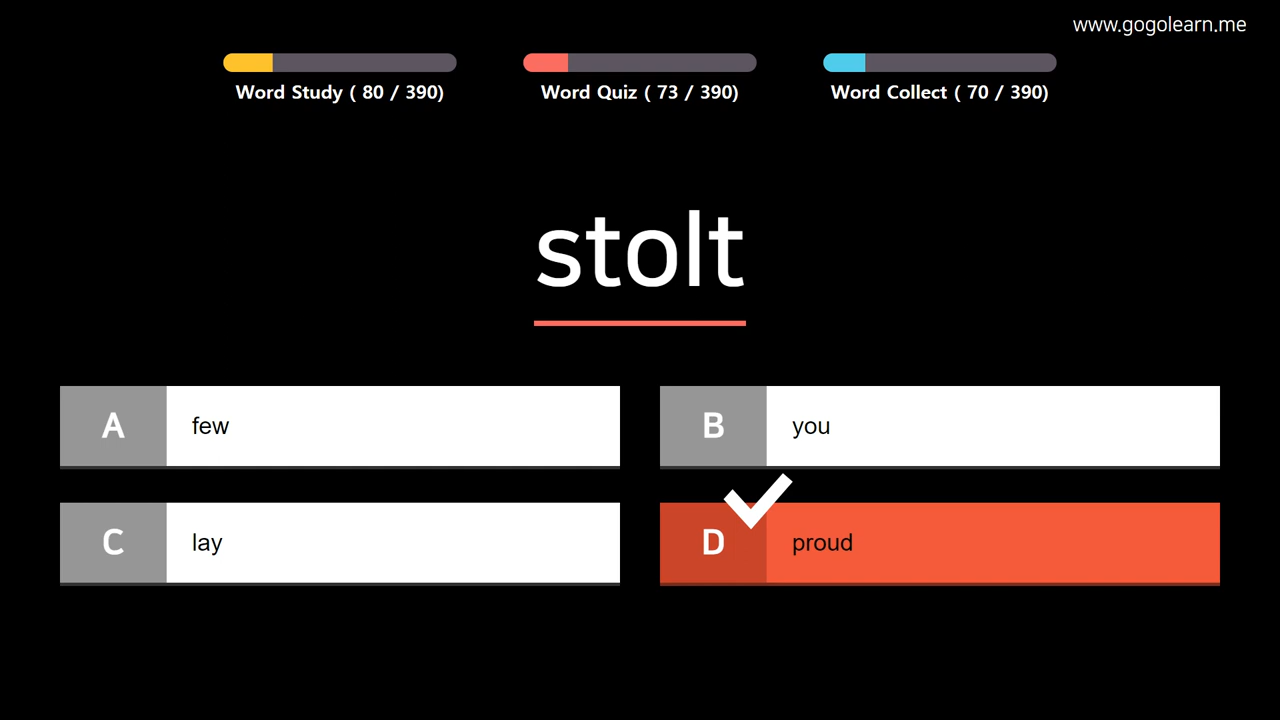 www.gogolearn.me
Word Study ( 80 / 390)
Word Quiz ( 73 / 390)
Word Collect ( 70 / 390)
stolt
A few
B you
C lay
D proud